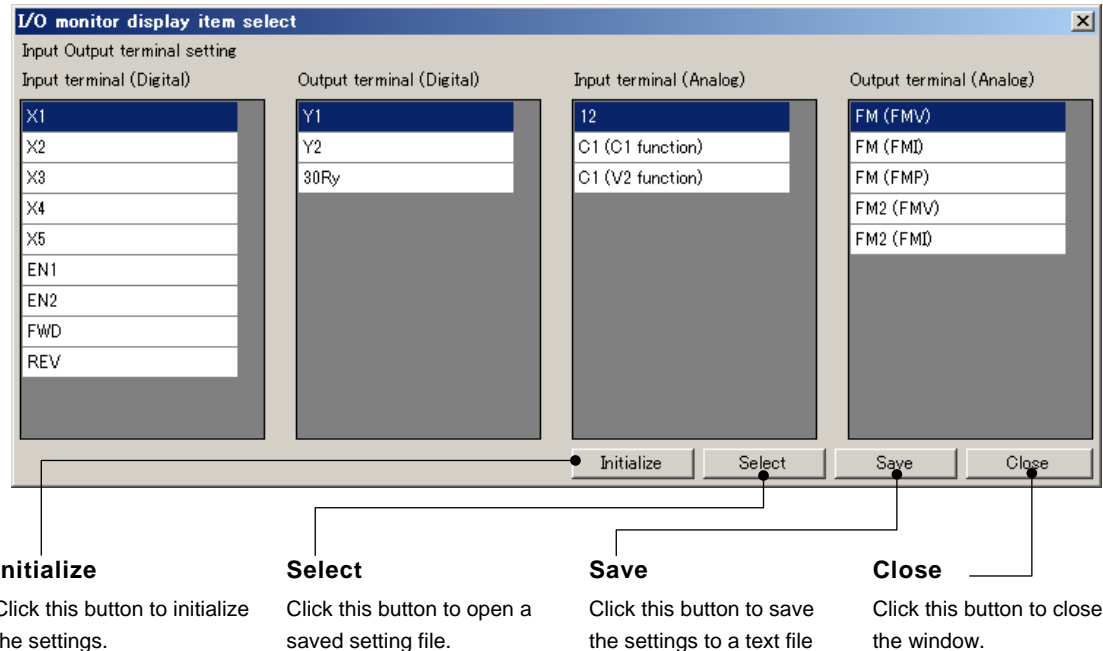 I/O monitor display item select
Input Output terminal setting
Input terminal (Digital)
Output terminal (Digital)
Input terminal (Analog)
Output terminal (Analog)
X1
X2
X3
X4
X5
EN1
EN2
FWD
REV
Y1
Y2
30Ry
12
C1 (C1 function)
C1 (V2 function)
FM (FMV)
FM (FMI)
FM (FMP)
FM2 (FMV)
FM2 (FMI)
Initialize
Select
Save
Close
nitialize
Click this button to initialize
he settings.
Select
Click this button to open a
saved setting file.
Save
Click this button to save
the settings to a text file
Close
Click this button to close
the window.